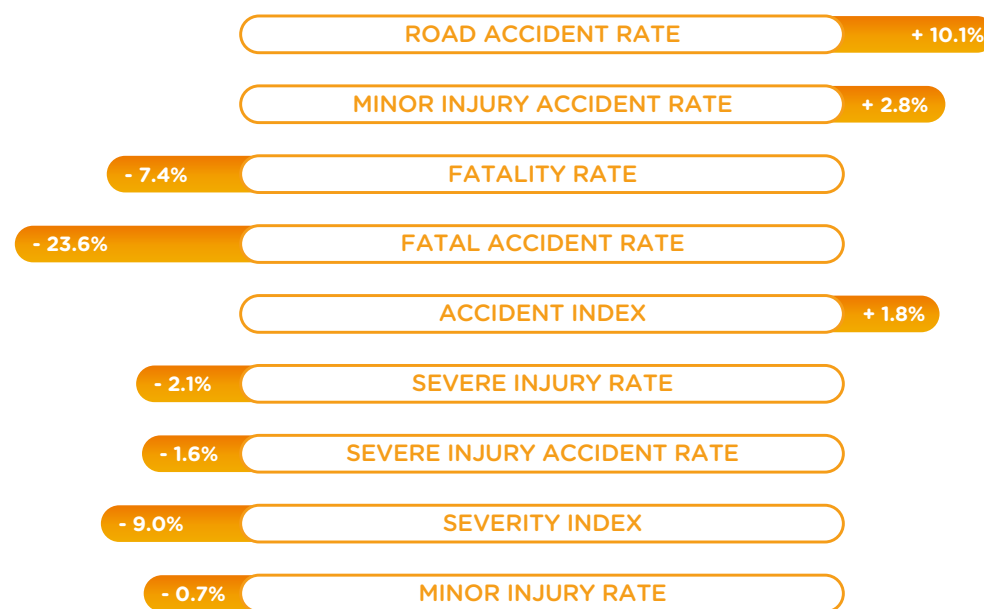 ROAD ACCIDENT RATE + 10.1%
MINOR INJURY ACCIDENT RATE + 2.8%
- 7.4% FATALITY RATE
- 23.6% FATAL ACCIDENT RATE
ACCIDENT INDEX + 1.8%
- 2.1% SEVERE INJURY RATE
- 1.6% SEVERE INJURY ACCIDENT RATE
- 9.0% SEVERITY INDEX
- 0.7% MINOR INJURY RATE